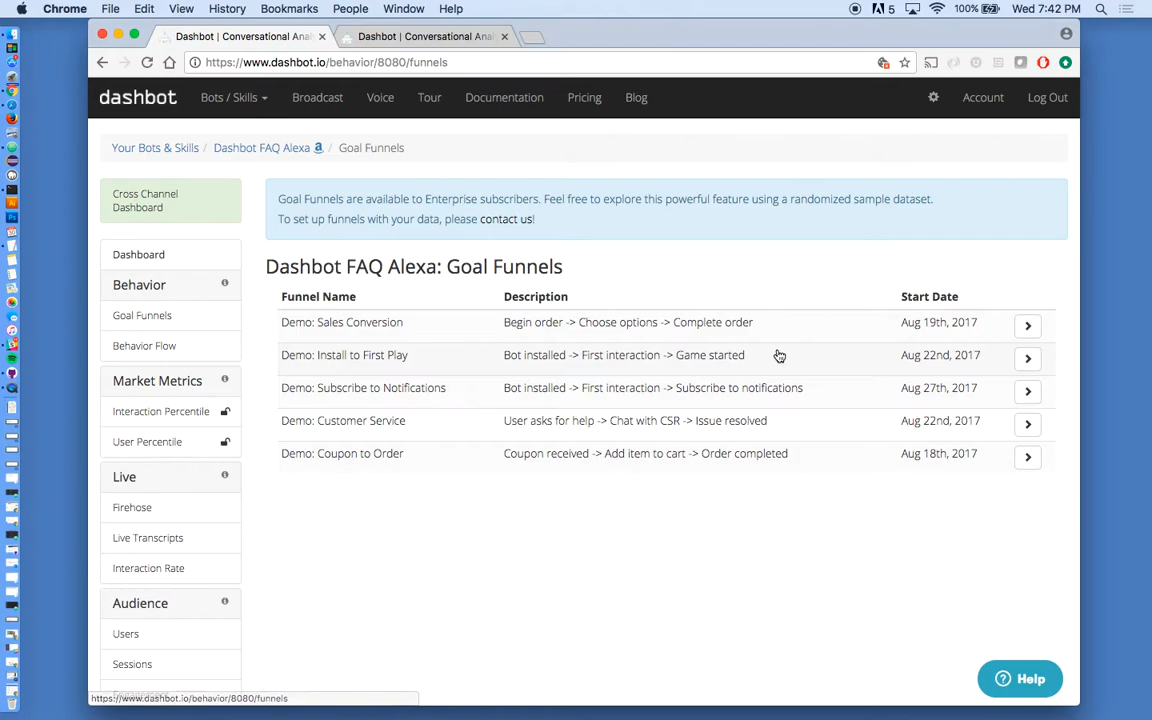 Chrome File Edit View History Bookmarks People Window Help
5 100% Wed 7:42 PM
Dashbot | Conversational Anal
Dashbot | Conversational Anal
https://www.dashbot.io/behavior/8080/funnels
dashbot Bots / Skills Broadcast Voice Tour Documentation Pricing Blog Account Log Out
Your Bots & Skills / Dashbot FAQ Alexa / Goal Funnels
Cross Channel
Dashboard
Goal Funnels are available to Enterprise subscribers. Feel free to explore this powerful feature using a randomized sample dataset.
To set up funnels with your data, please contact us!
Dashboard
Behavior
Goal Funnels
Behavior Flow
Market Metrics
Interaction Percentile
User Percentile
Live
Firehose
Live Transcripts
Interaction Rate
Audience
Users
Sessions
Dashbot FAQ Alexa: Goal Funnels
Funnel Name Description Start Date
Demo: Sales Conversion Begin order -> Choose options -> Complete order Aug 19th, 2017
Demo: Install to First Play Bot installed -> First interaction -> Game started Aug 22nd, 2017
Demo: Subscribe to Notifications Bot installed -> First interaction -> Subscribe to notifications Aug 27th, 2017
Demo: Customer Service User asks for help -> Chat with CSR -> Issue resolved Aug 22nd, 2017
Demo: Coupon to Order Coupon received -> Add item to cart -> Order completed Aug 18th, 2017
Help
https://www.dashbot.io/behavior/8080/funnels